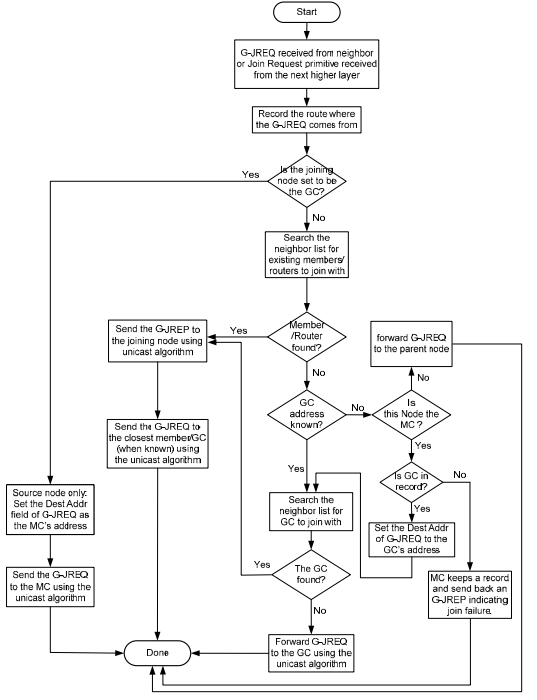 Start
G-JREQ received from neighbor
or Join Request primitive received
from the next higher layer
Record the route where
the G-JREQ comes from
Is the joining
node set to be
the GC?
Yes
No
Search the
neighbor list for
existing members/
routers to join with
Member
/Router
found?
Yes
No
Send the G-JREP to
the joining node using
unicast algorithm
forward G-JREQ
to the parent node
No
GC
address
known?
No
Is
this Node the
MC ?
Yes
Send the G-JREQ to
the closest member/GC
(when known) using
the unicast algorithm
Yes
Is GC in
record?
No
Yes
Source node only:
Set the Dest Addr
field of G-JREQ as
the MC's address
Search the
neighbor list for
GC to join with
Set the Dest Addr
of G-JREQ to the
GC's address
Yes
The GC
found?
No
Send the G-JREQ
to the MC using the
unicast algorithm
MC keeps a record
and send back an
G-JREP indicating
join failure.
Done
Forward G-JREQ
to the GC using the
unicast algorithm